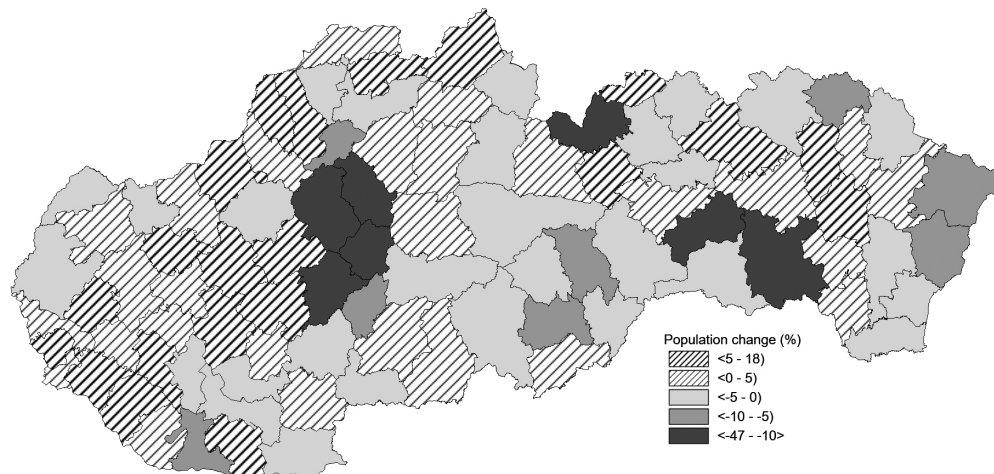 Population change (%)
<5 - 18)
<0 - 5)
<-5 - 0)
<-10 - -5)
<-47 - -10>